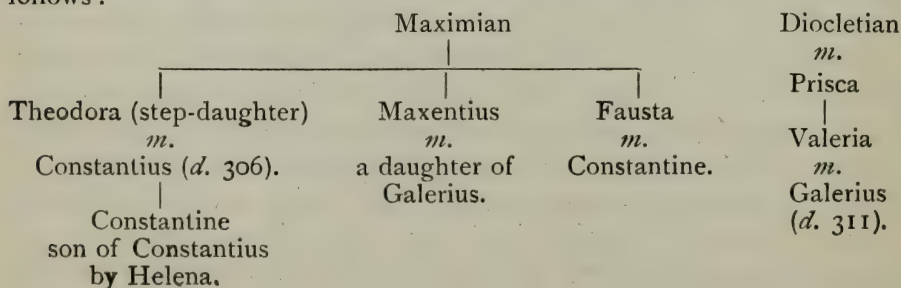 follows:
Maximian
Diocletian
m.
Prisca
Theodora (step-daughter)
Maxentius
Fausta
m.
m.
m.
Valeria
Constantius (d. 306).
a daughter of
Constantine.
m.
Galerius.
Galerius
Constantine
(d. 311).
son of Constantius
by Helena.